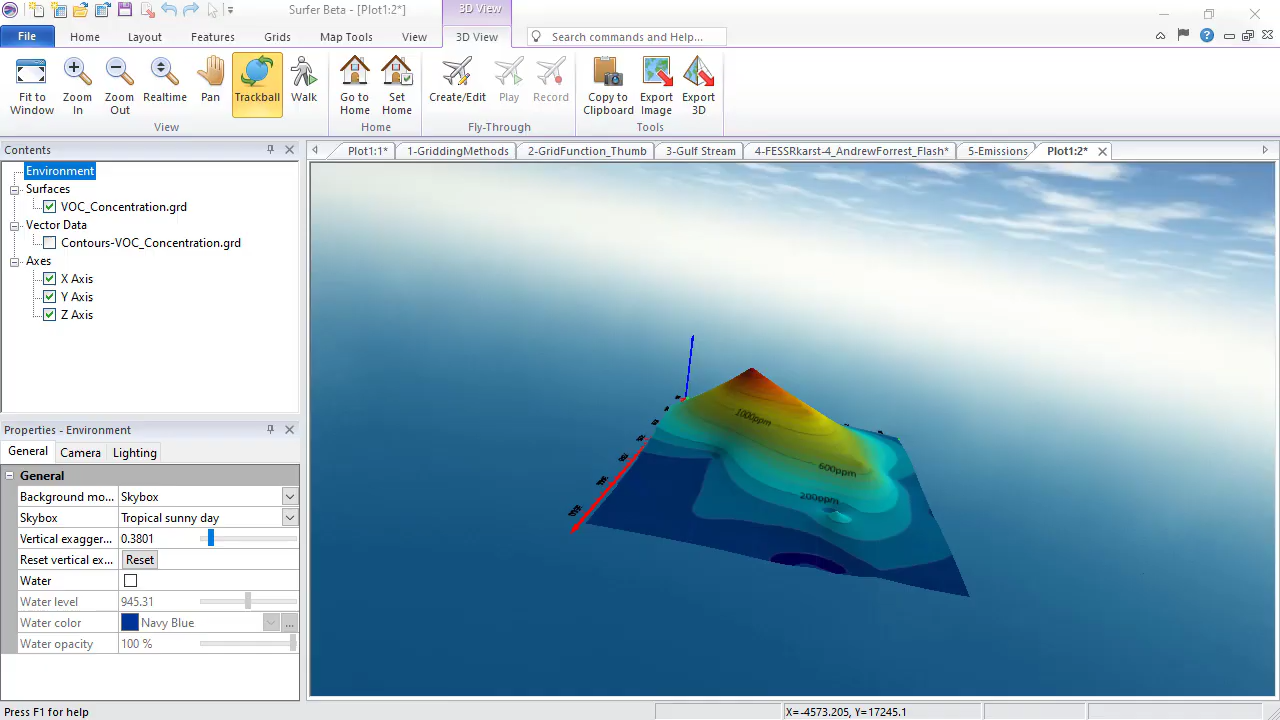 Surfer Beta - [Plot1:2*]
3D View
File
Home
Layout
Features
Grids
Map Tools
View
3D View
Search commands and Help...
Fit to Window
Zoom In
Zoom Out
Realtime
Pan
Trackball
Walk
Go to Home
Set Home
Create/Edit
Play
Record
Copy to Clipboard
Export Image
Export 3D
View
Home
Fly-Through
Tools
Contents
Plot1:1*
1-GriddingMethods
2-GridFunction_Thumb
3-Gulf Stream
4-FESSRkarst-4_AndrewForrest_Flash*
5-Emissions
Plot1:2*
Environment
Surfaces
VOC_Concentration.grd
Vector Data
Contours-VOC_Concentration.grd
Axes
X Axis
Y Axis
Z Axis
1000ppm
600ppm
200ppm
Properties - Environment
General
Camera
Lighting
General
Background mo... Skybox
Skybox Tropical sunny day
Vertical exagger... 0.3801
Reset vertical ex... Reset
Water
Water level 945.31
Water color Navy Blue ...
Water opacity 100 %
Press F1 for help
X=-4573.205, Y=17245.1